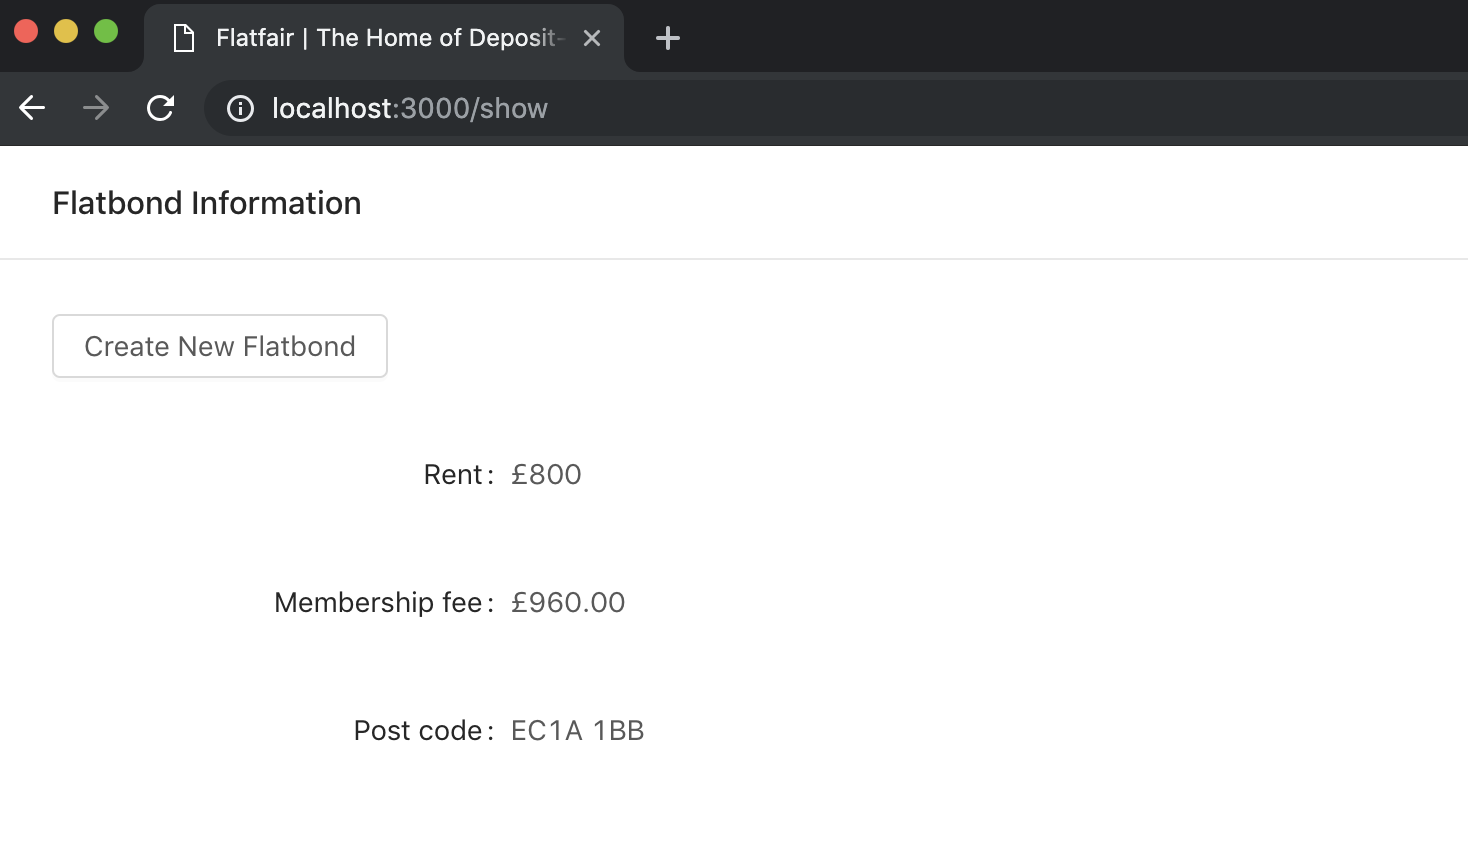 Flatfair | The Home of Deposit-
localhost:3000/show
Flatbond Information
Create New Flatbond
Rent: £800
Membership fee: £960.00
Post code: EC1A 1BB